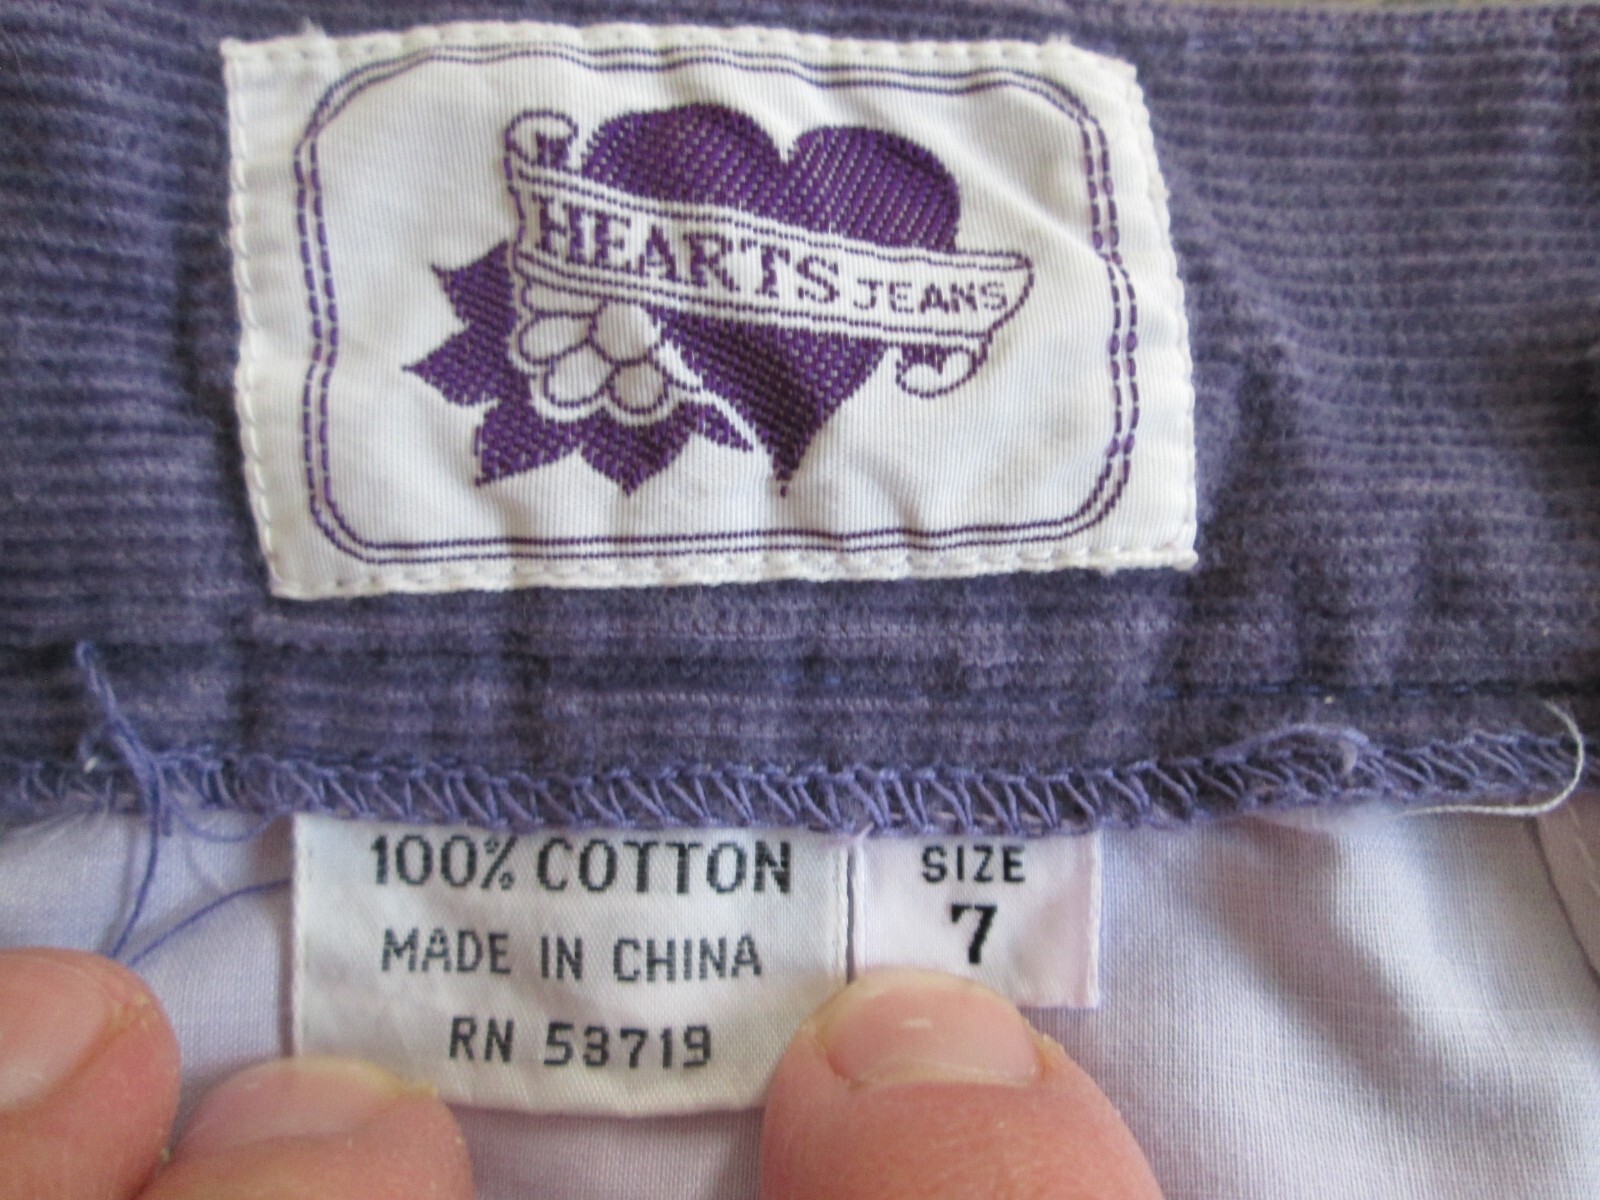 HEARTS JEANS
100% COTTON
MADE IN CHINA
RN 53719
SIZE
7